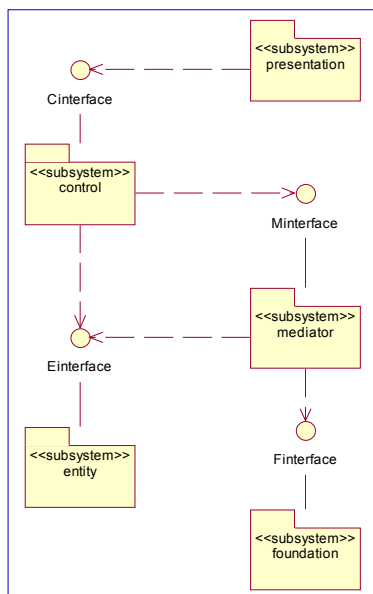 <<subsystem>>
presentation
Cinterface
<<subsystem>>
control
Minterface
<<subsystem>>
mediator
Einterface
<<subsystem>>
entity
Finterface
<<subsystem>>
foundation